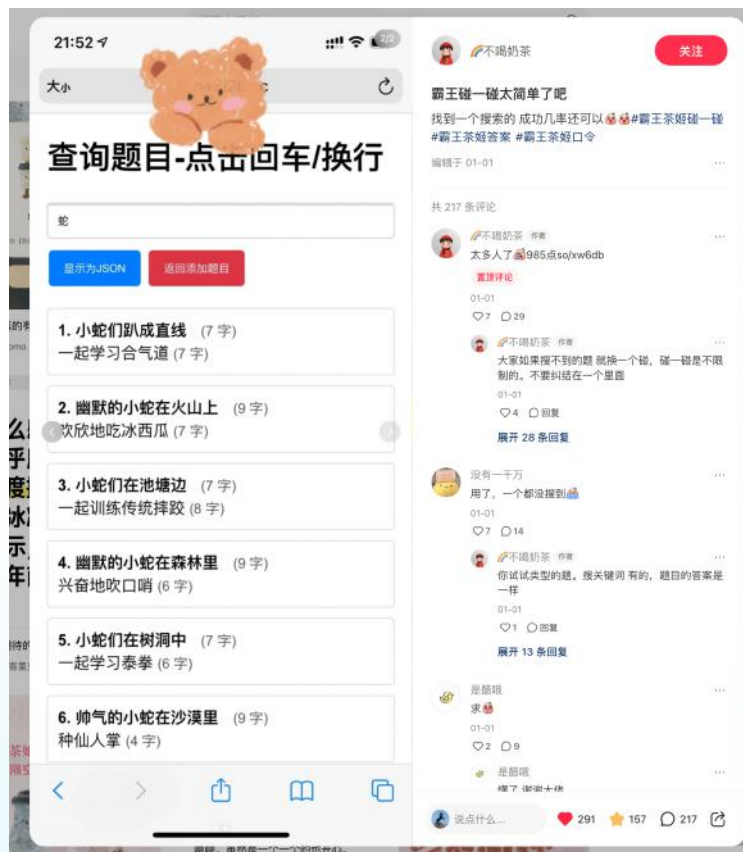 21:52
2/2
大小
查询题目-点击回车/换行
蛇
显示为JSON
返回添加题目
1. 小蛇们趴成直线 (7 字)
一起学习合气道 (7 字)
2. 幽默的小蛇在火山上 (9 字)
欢欣地吃冰西瓜 (7 字)
3. 小蛇们在池塘边 (7 字)
一起训练传统摔跤 (8 字)
4. 幽默的小蛇在森林里 (9 字)
兴奋地吹口哨 (6 字)
5. 小蛇们在树洞中 (7 字)
一起学习泰拳 (6 字)
6. 帅气的小蛇在沙漠里 (9 字)
种仙人掌 (4 字)
不喝奶茶
关注
霸王碰一碰太简单了吧
找到一个搜索的 成功几率还可以#霸王茶姬碰一碰
#霸王茶姬答案 #霸王茶姬口令
编辑于 01-01
共 217 条评论
不喝奶茶 作者
太多人了985点so/xw6db
置顶评论
01-01
7 29
不喝奶茶 作者
大家如果搜不到的题 就换一个碰，碰一碰是不限
制的。不要纠结在一个里面
01-01
4 回复
展开 28 条回复
没有一千万
用了，一个都没搜到
01-01
7 14
不喝奶茶 作者
你试试类型的题。搜关键词 有的，题目的答案是
一样
01-01
1 回复
展开 13 条回复
是醋哦
求
01-01
2 9
是醋哦
懂了 谢谢大佬
说点什么...
291 157 217